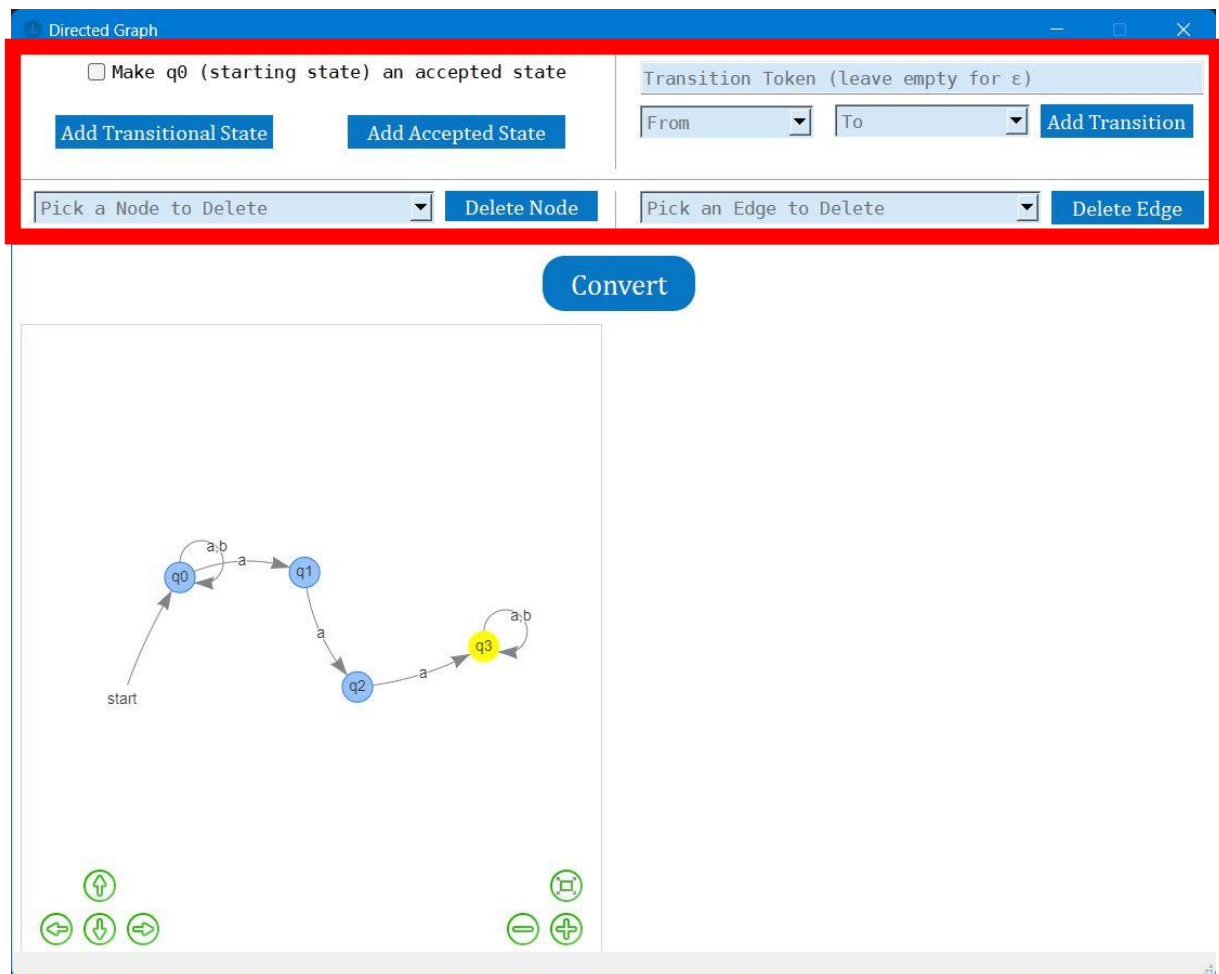 Directed Graph
Make q0 (starting state) an accepted state
Transition Token (leave empty for ε)
Add Transitional State
Add Accepted State
From
To
Add Transition
Pick a Node to Delete
Delete Node
Pick an Edge to Delete
Delete Edge
Convert
a,b
a
q0
q1
a,b
a
q3
a
q2
start